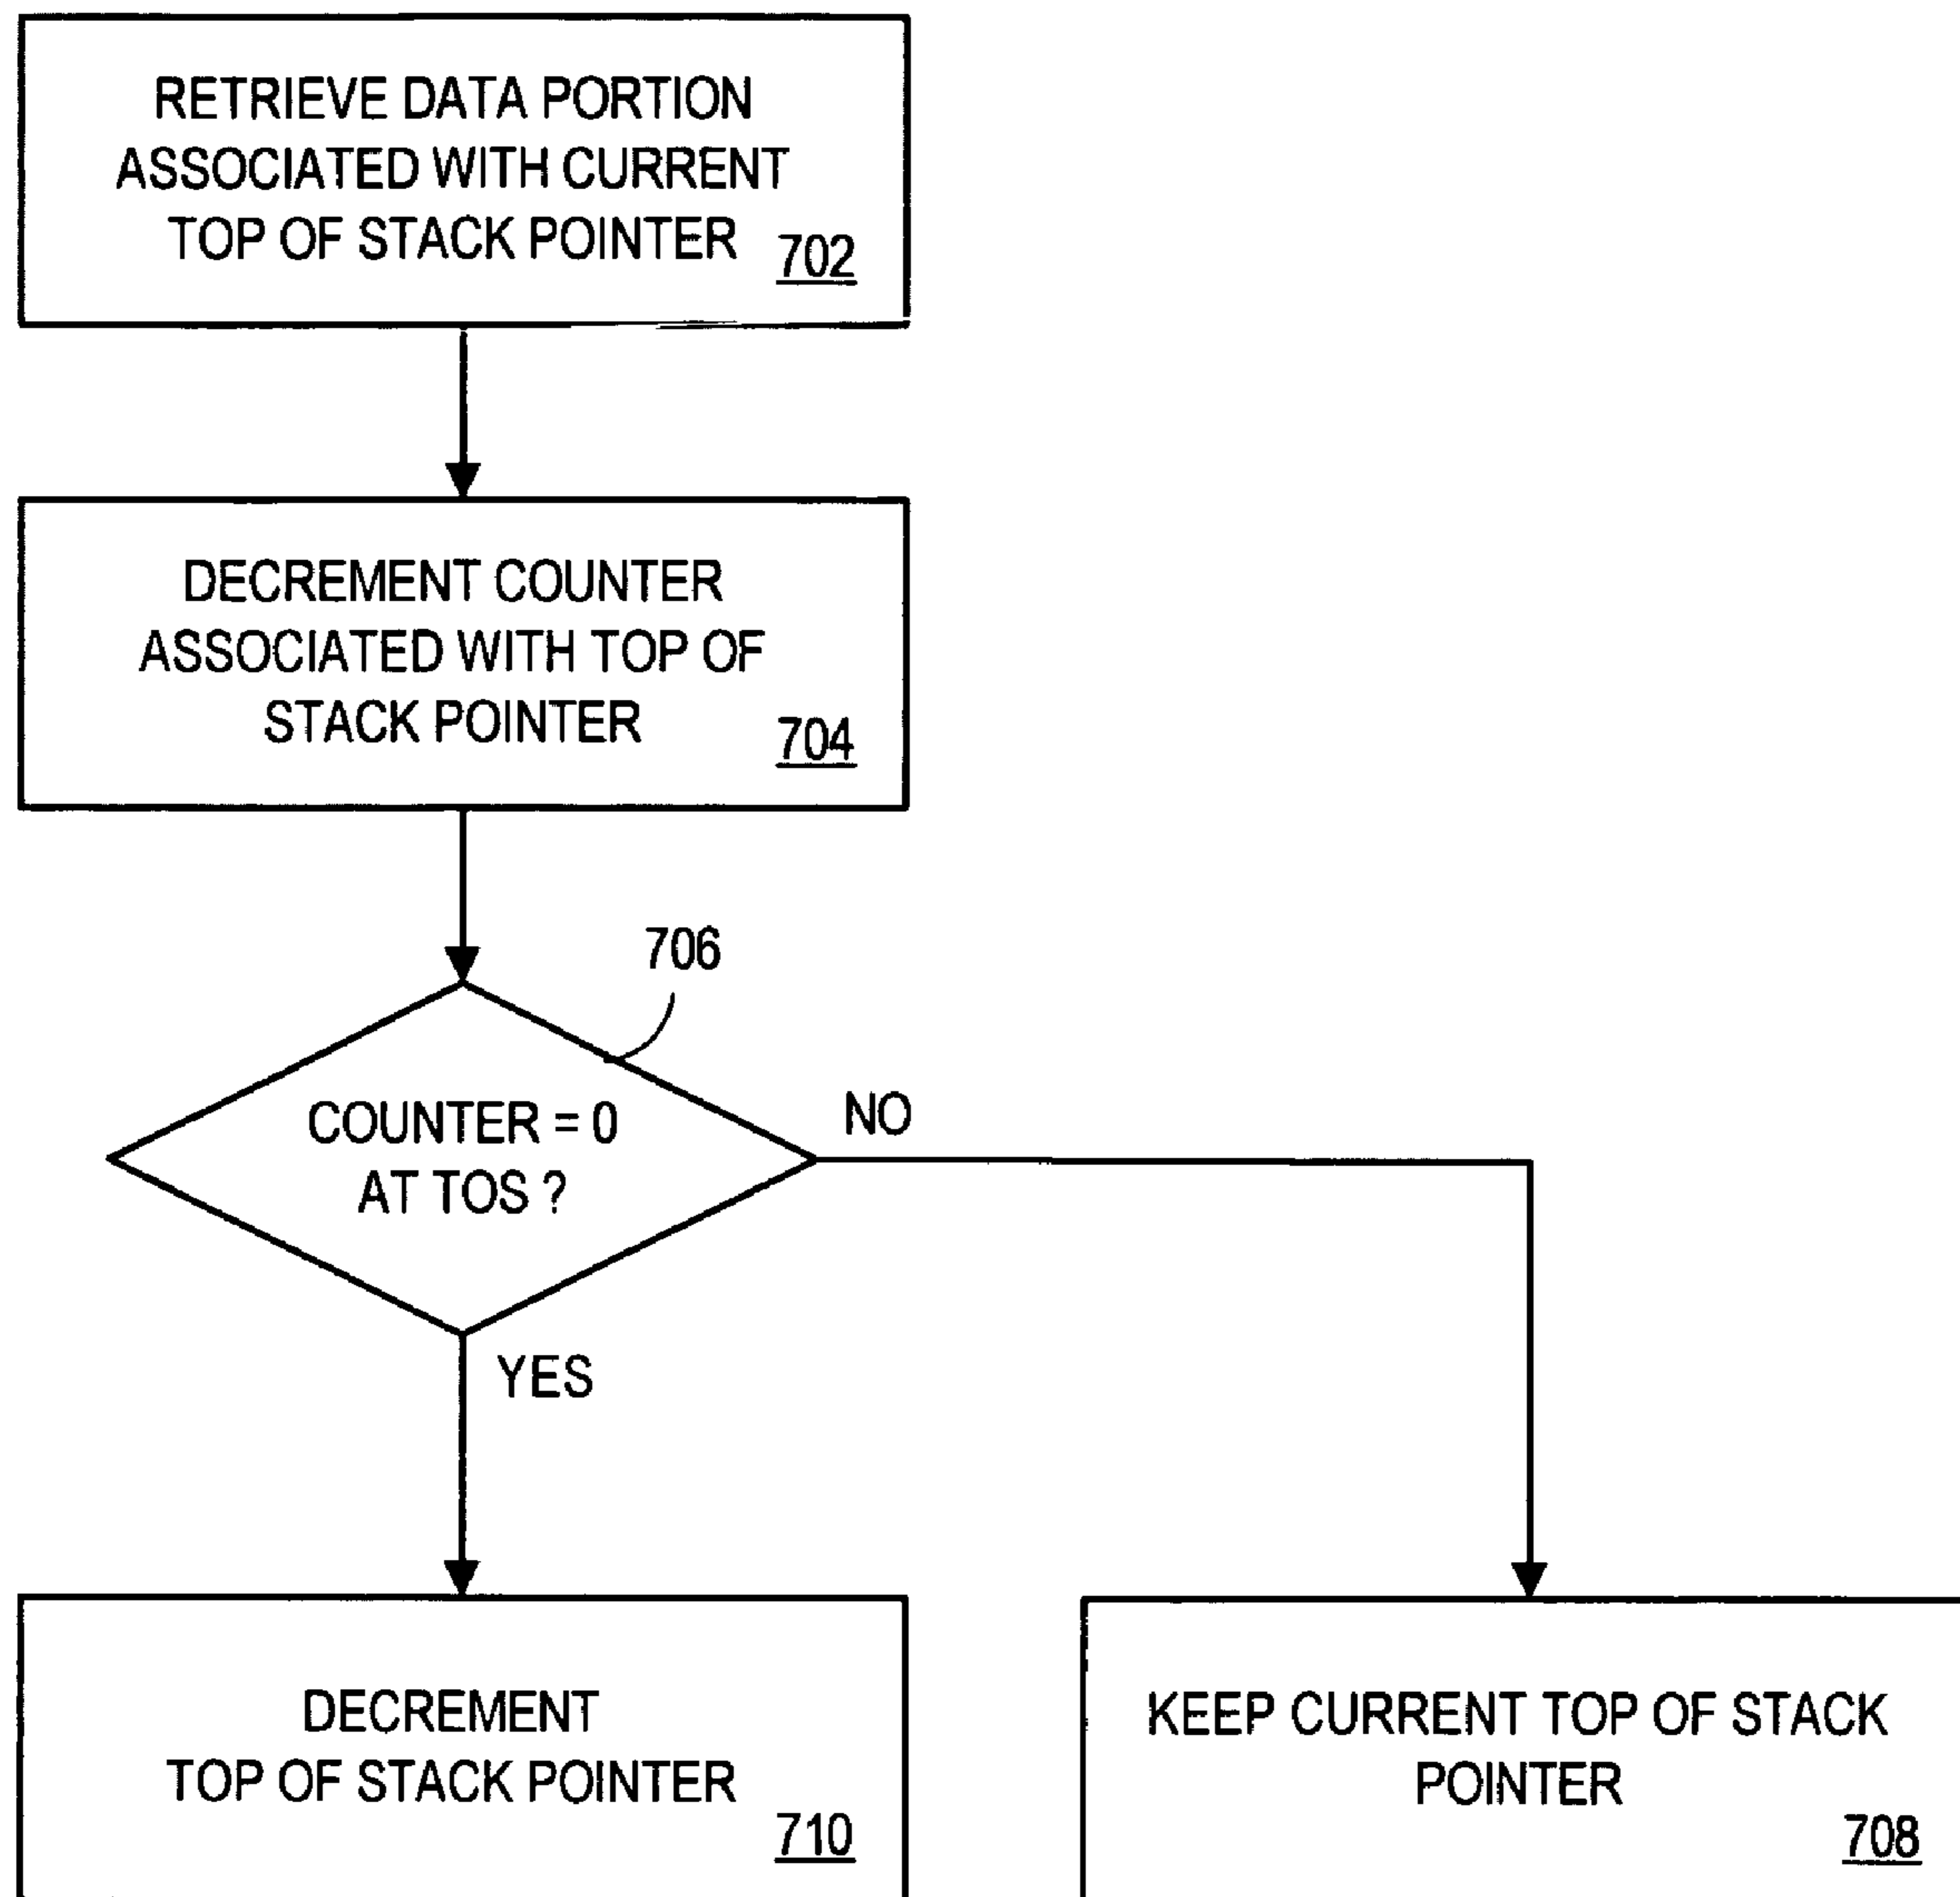 RETRIEVE DATA PORTION
ASSOCIATED WITH CURRENT
TOP OF STACK POINTER
702
DECREMENT COUNTER
ASSOCIATED WITH TOP OF
STACK POINTER
704
706
COUNTER = 0
AT TOS ?
NO
YES
DECREMENT
TOP OF STACK POINTER
710
KEEP CURRENT TOP OF STACK
POINTER
708